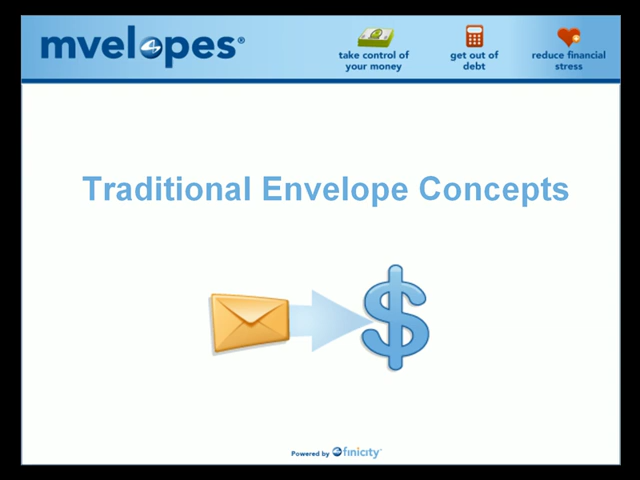 mvelopes®
take control of
your money
get out of
debt
reduce financial
stress
Traditional Envelope Concepts
$
Powered by finicity